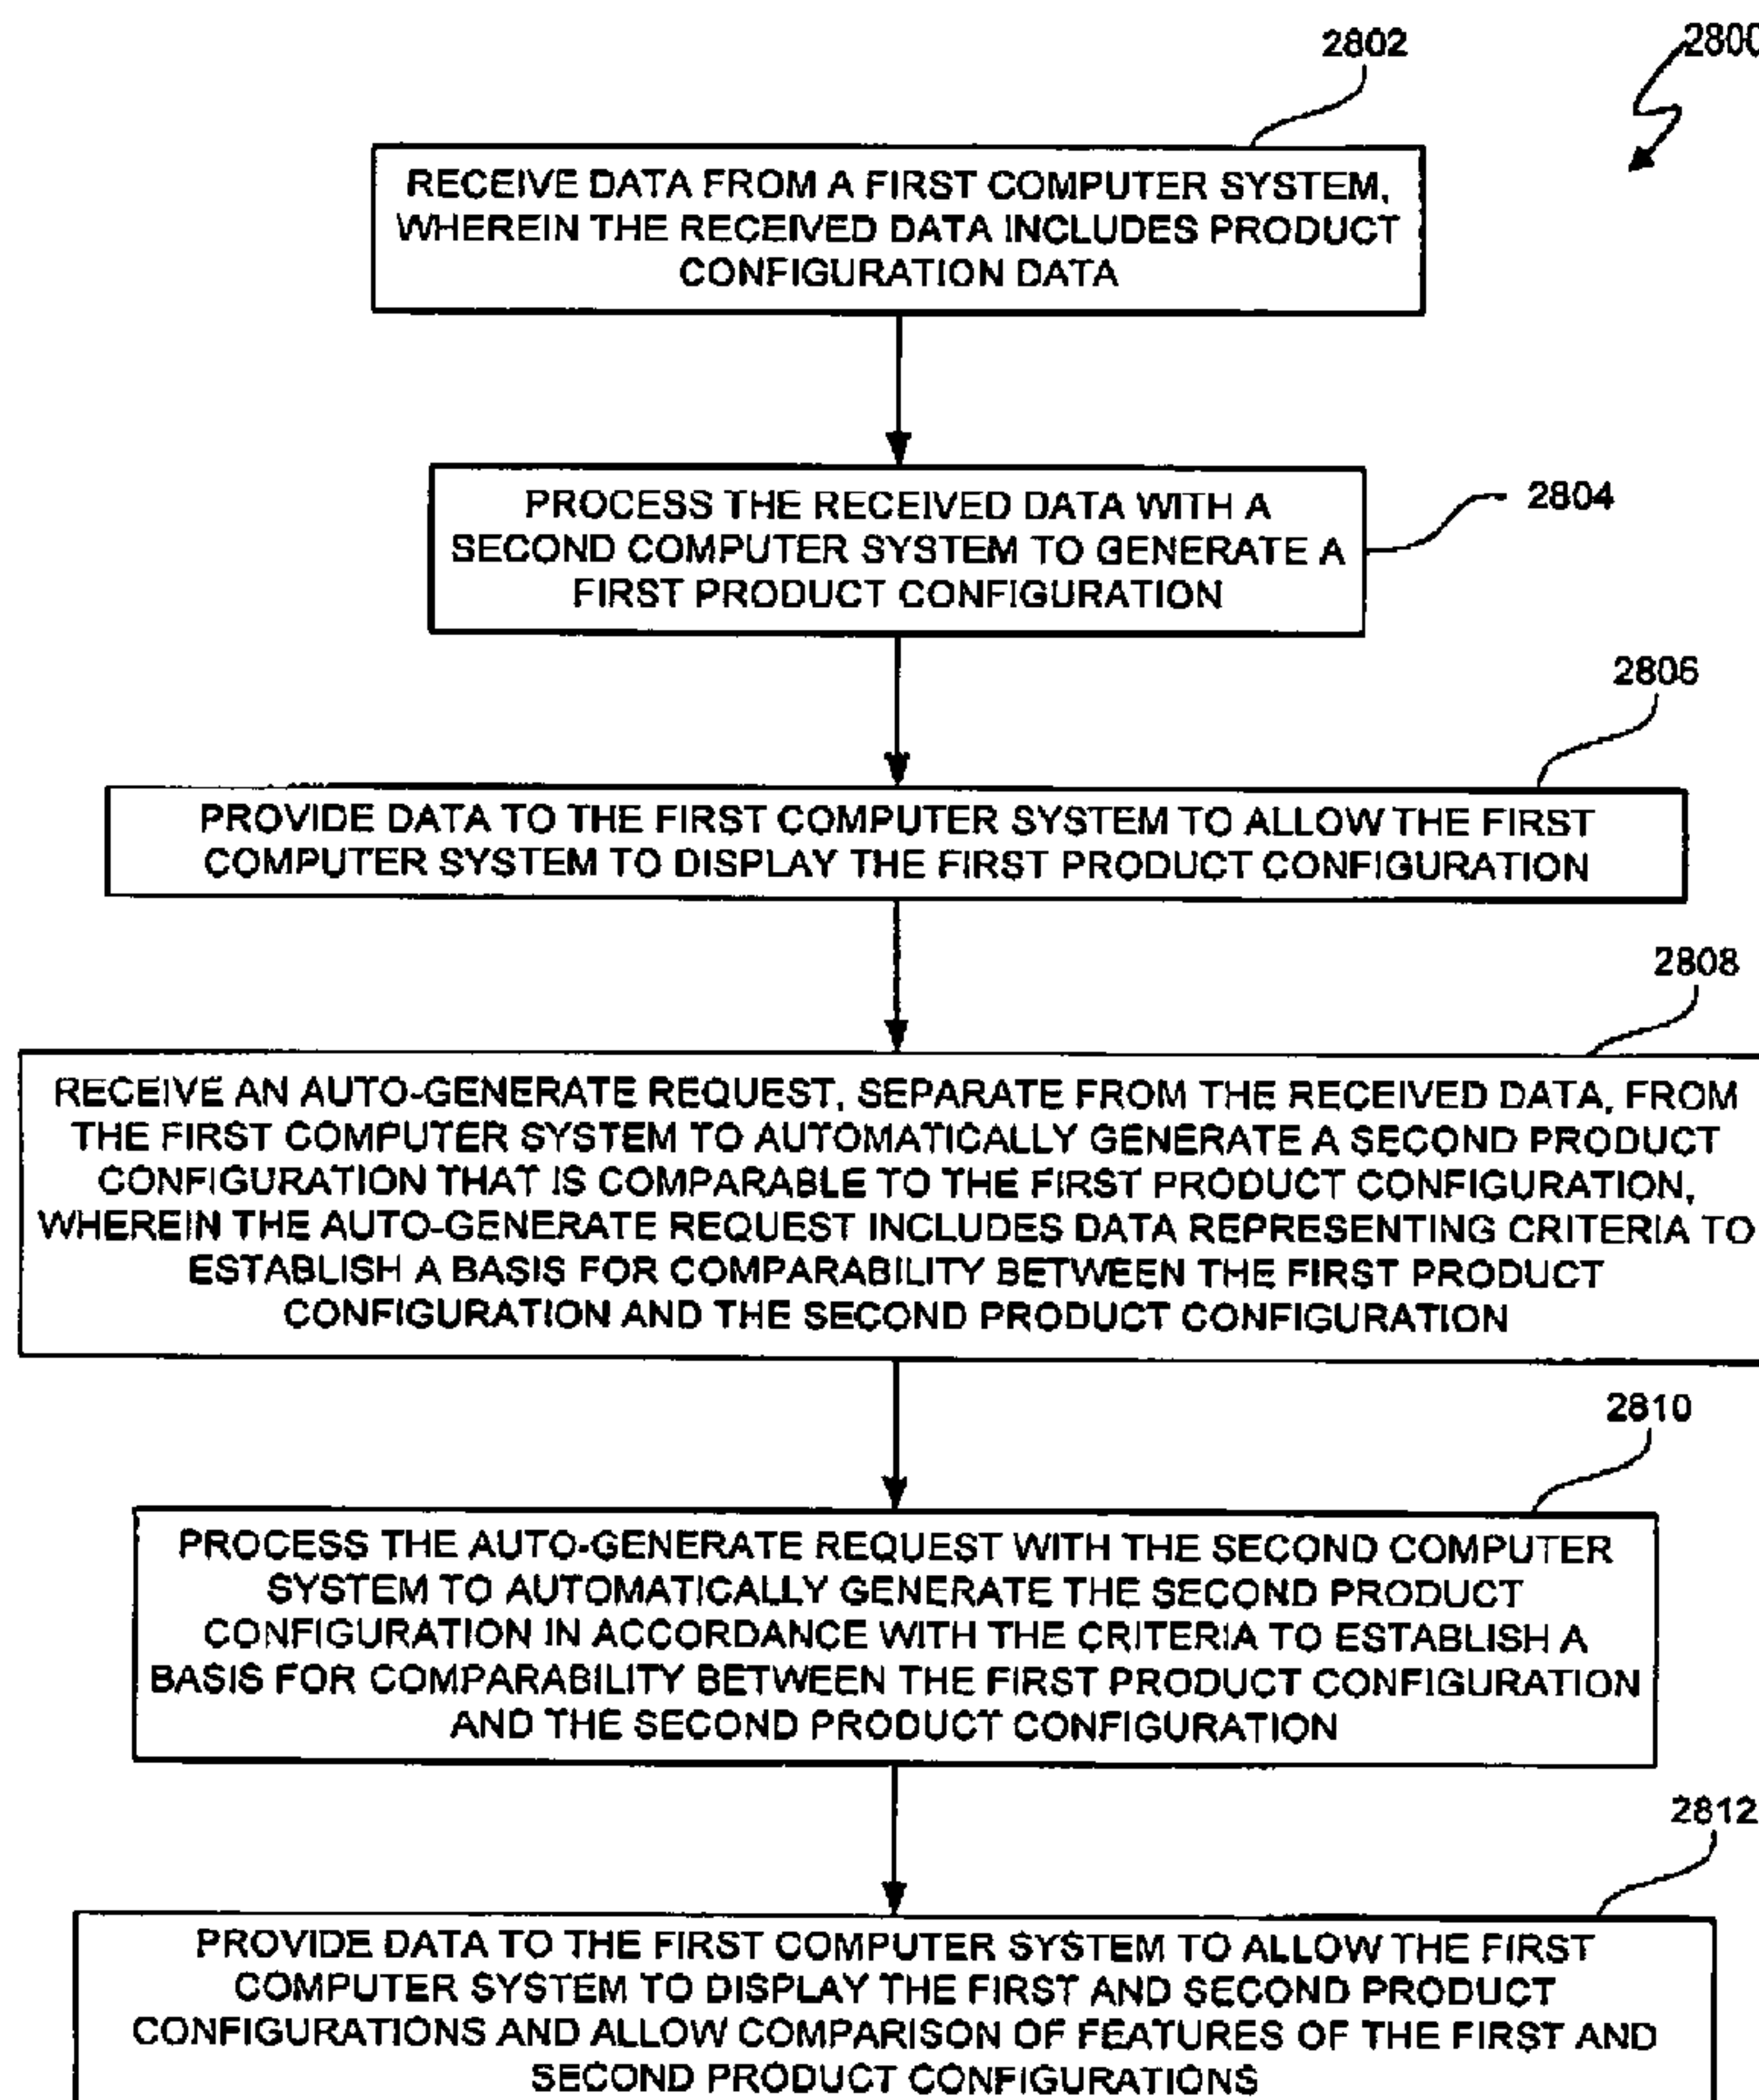 2802
2800
RECEIVE DATA FROM A FIRST COMPUTER SYSTEM,
WHEREIN THE RECEIVED DATA INCLUDES PRODUCT
CONFIGURATION DATA
PROCESS THE RECEIVED DATA WITH A
SECOND COMPUTER SYSTEM TO GENERATE A
FIRST PRODUCT CONFIGURATION
2804
2806
PROVIDE DATA TO THE FIRST COMPUTER SYSTEM TO ALLOW THE FIRST
COMPUTER SYSTEM TO DISPLAY THE FIRST PRODUCT CONFIGURATION
2808
RECEIVE AN AUTO-GENERATE REQUEST, SEPARATE FROM THE RECEIVED DATA, FROM
THE FIRST COMPUTER SYSTEM TO AUTOMATICALLY GENERATE A SECOND PRODUCT
CONFIGURATION THAT IS COMPARABLE TO THE FIRST PRODUCT CONFIGURATION,
WHEREIN THE AUTO-GENERATE REQUEST INCLUDES DATA REPRESENTING CRITERIA TO
ESTABLISH A BASIS FOR COMPARABILITY BETWEEN THE FIRST PRODUCT
CONFIGURATION AND THE SECOND PRODUCT CONFIGURATION
2810
PROCESS THE AUTO-GENERATE REQUEST WITH THE SECOND COMPUTER
SYSTEM TO AUTOMATICALLY GENERATE THE SECOND PRODUCT
CONFIGURATION IN ACCORDANCE WITH THE CRITERIA TO ESTABLISH A
BASIS FOR COMPARABILITY BETWEEN THE FIRST PRODUCT CONFIGURATION
AND THE SECOND PRODUCT CONFIGURATION
2812
PROVIDE DATA TO THE FIRST COMPUTER SYSTEM TO ALLOW THE FIRST
COMPUTER SYSTEM TO DISPLAY THE FIRST AND SECOND PRODUCT
CONFIGURATIONS AND ALLOW COMPARISON OF FEATURES OF THE FIRST AND
SECOND PRODUCT CONFIGURATIONS